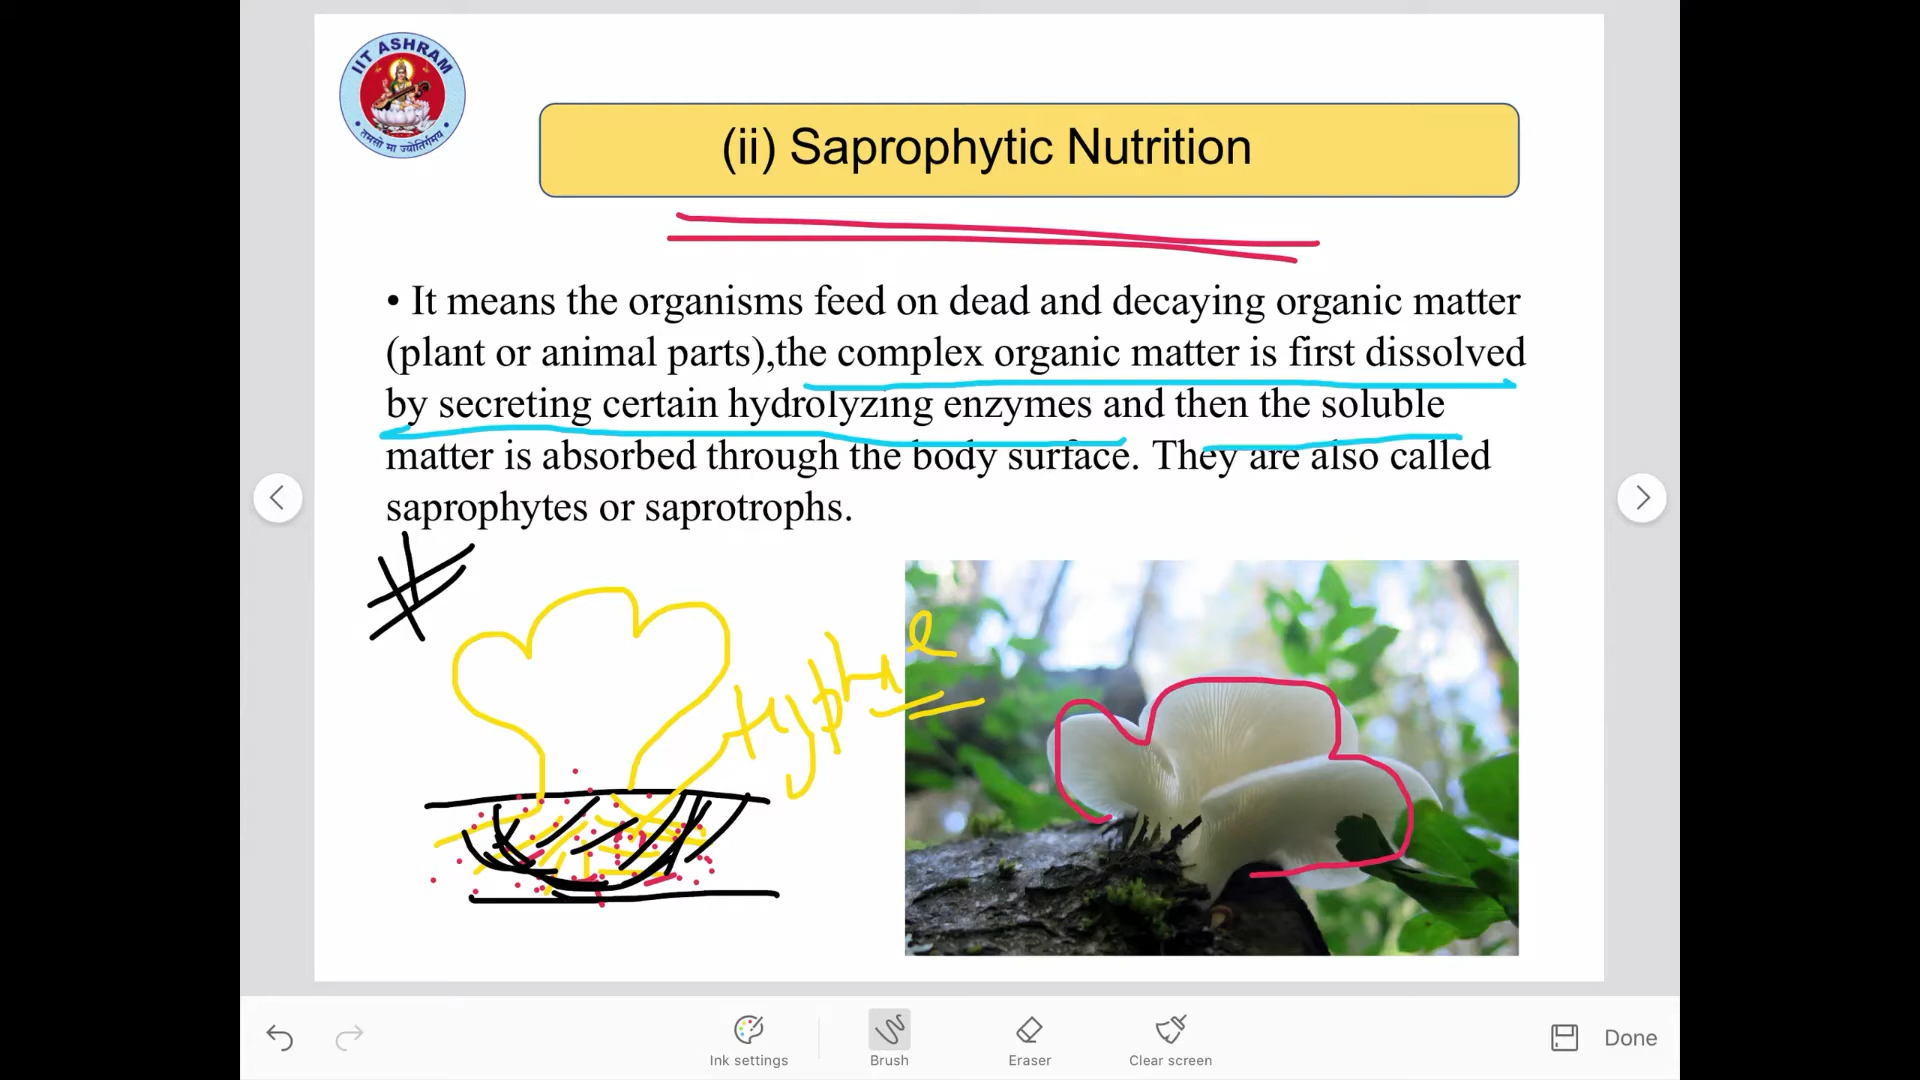 IIT ASHRAM
तमसो मा ज्योतिर्गमय
(ii) Saprophytic Nutrition
• It means the organisms feed on dead and decaying organic matter
(plant or animal parts),the complex organic matter is first dissolved
by secreting certain hydrolyzing enzymes and then the soluble
matter is absorbed through the body surface. They are also called
saprophytes or saprotrophs.
Hyphae
Ink settings
Brush
Eraser
Clear screen
Done